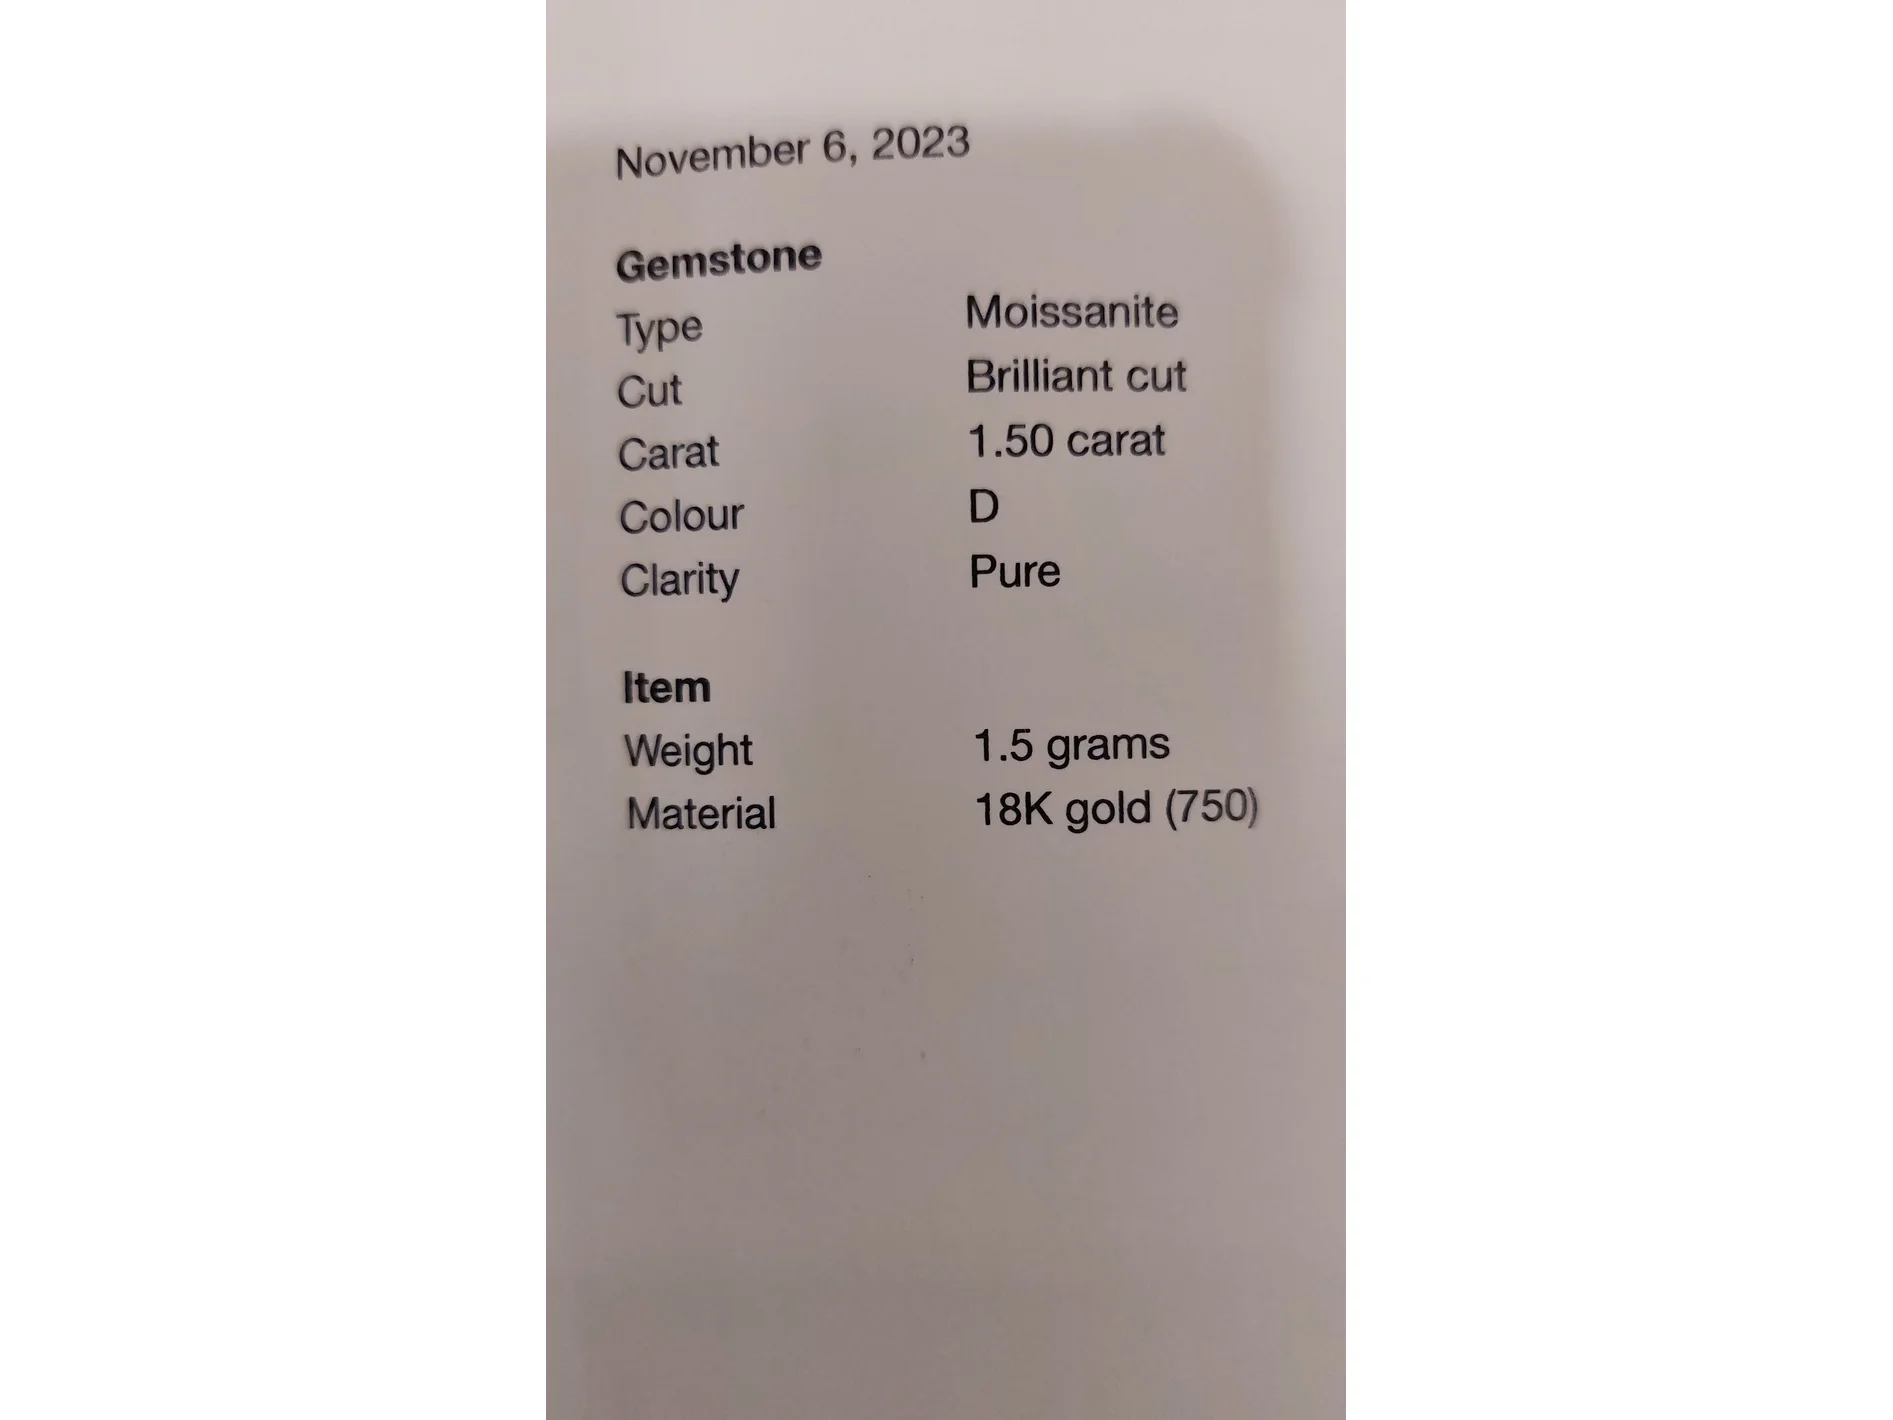 November 6, 2023
Gemstone
Type Moissanite
Cut Brilliant cut
Carat 1.50 carat
Colour D
Clarity Pure
Item
Weight 1.5 grams
Material 18K gold (750)